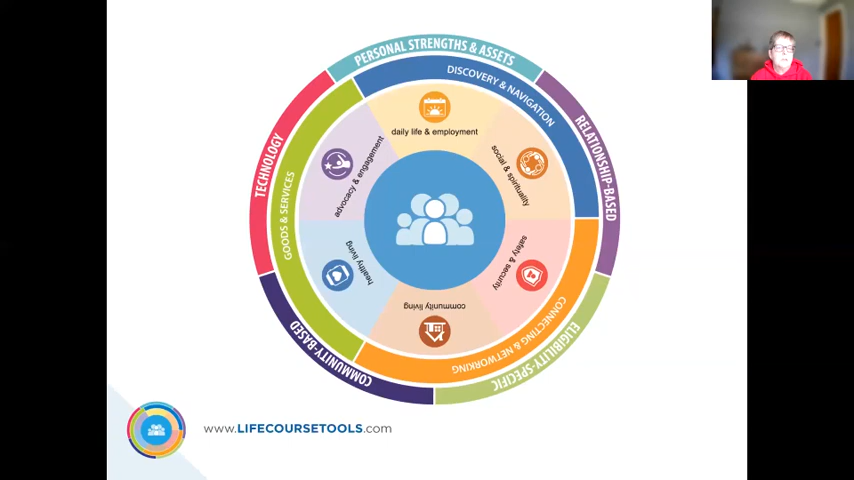 PERSONAL STRENGTHS & ASSETS
DISCOVERY & NAVIGATION
RELATIONSHIP-BASED
TECHNOLOGY
GOODS & SERVICES
daily life & employment
social & spirituality
advocacy & engagement
safety & security
healthy living
community living
CONNECTING & NETWORKING
ELIGIBILITY-SPECIFIC
COMMUNITY-BASED
www.LIFECOURSETOOLS.com